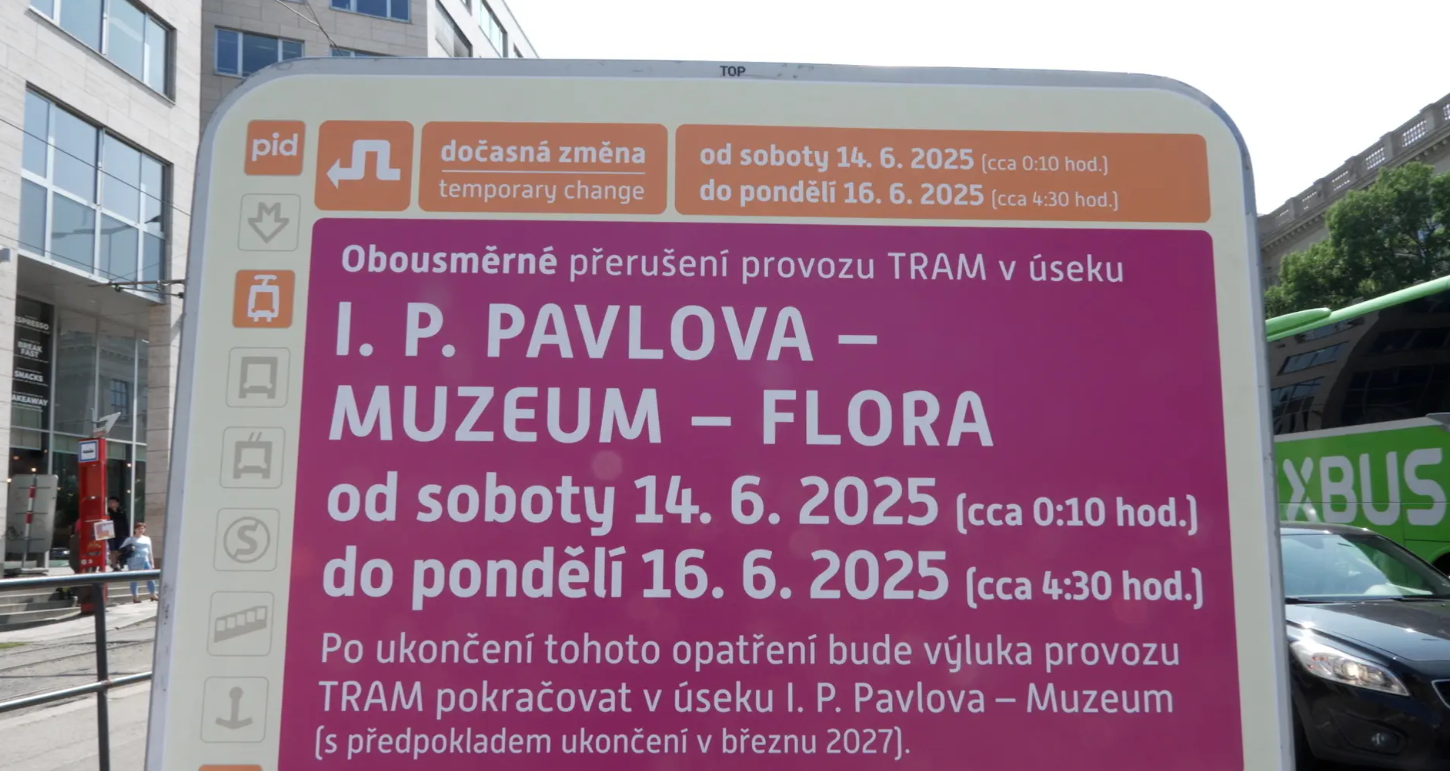 TOP
pid
dočasná změna
temporary change
od soboty 14. 6. 2025 (cca 0:10 hod.)
do pondělí 16. 6. 2025 (cca 4:30 hod.)
Obousměrné přerušení provozu TRAM v úseku
I. P. PAVLOVA –
MUZEUM – FLORA
od soboty 14. 6. 2025 (cca 0:10 hod.)
do pondělí 16. 6. 2025 (cca 4:30 hod.)
Po ukončení tohoto opatření bude výluka provozu
TRAM pokračovat v úseku I. P. Pavlova – Muzeum
(s předpokladem ukončení v březnu 2027).
S
ESPRESSO
BREAK
FAST
SNACKS
TAKEAWAY
XBUS